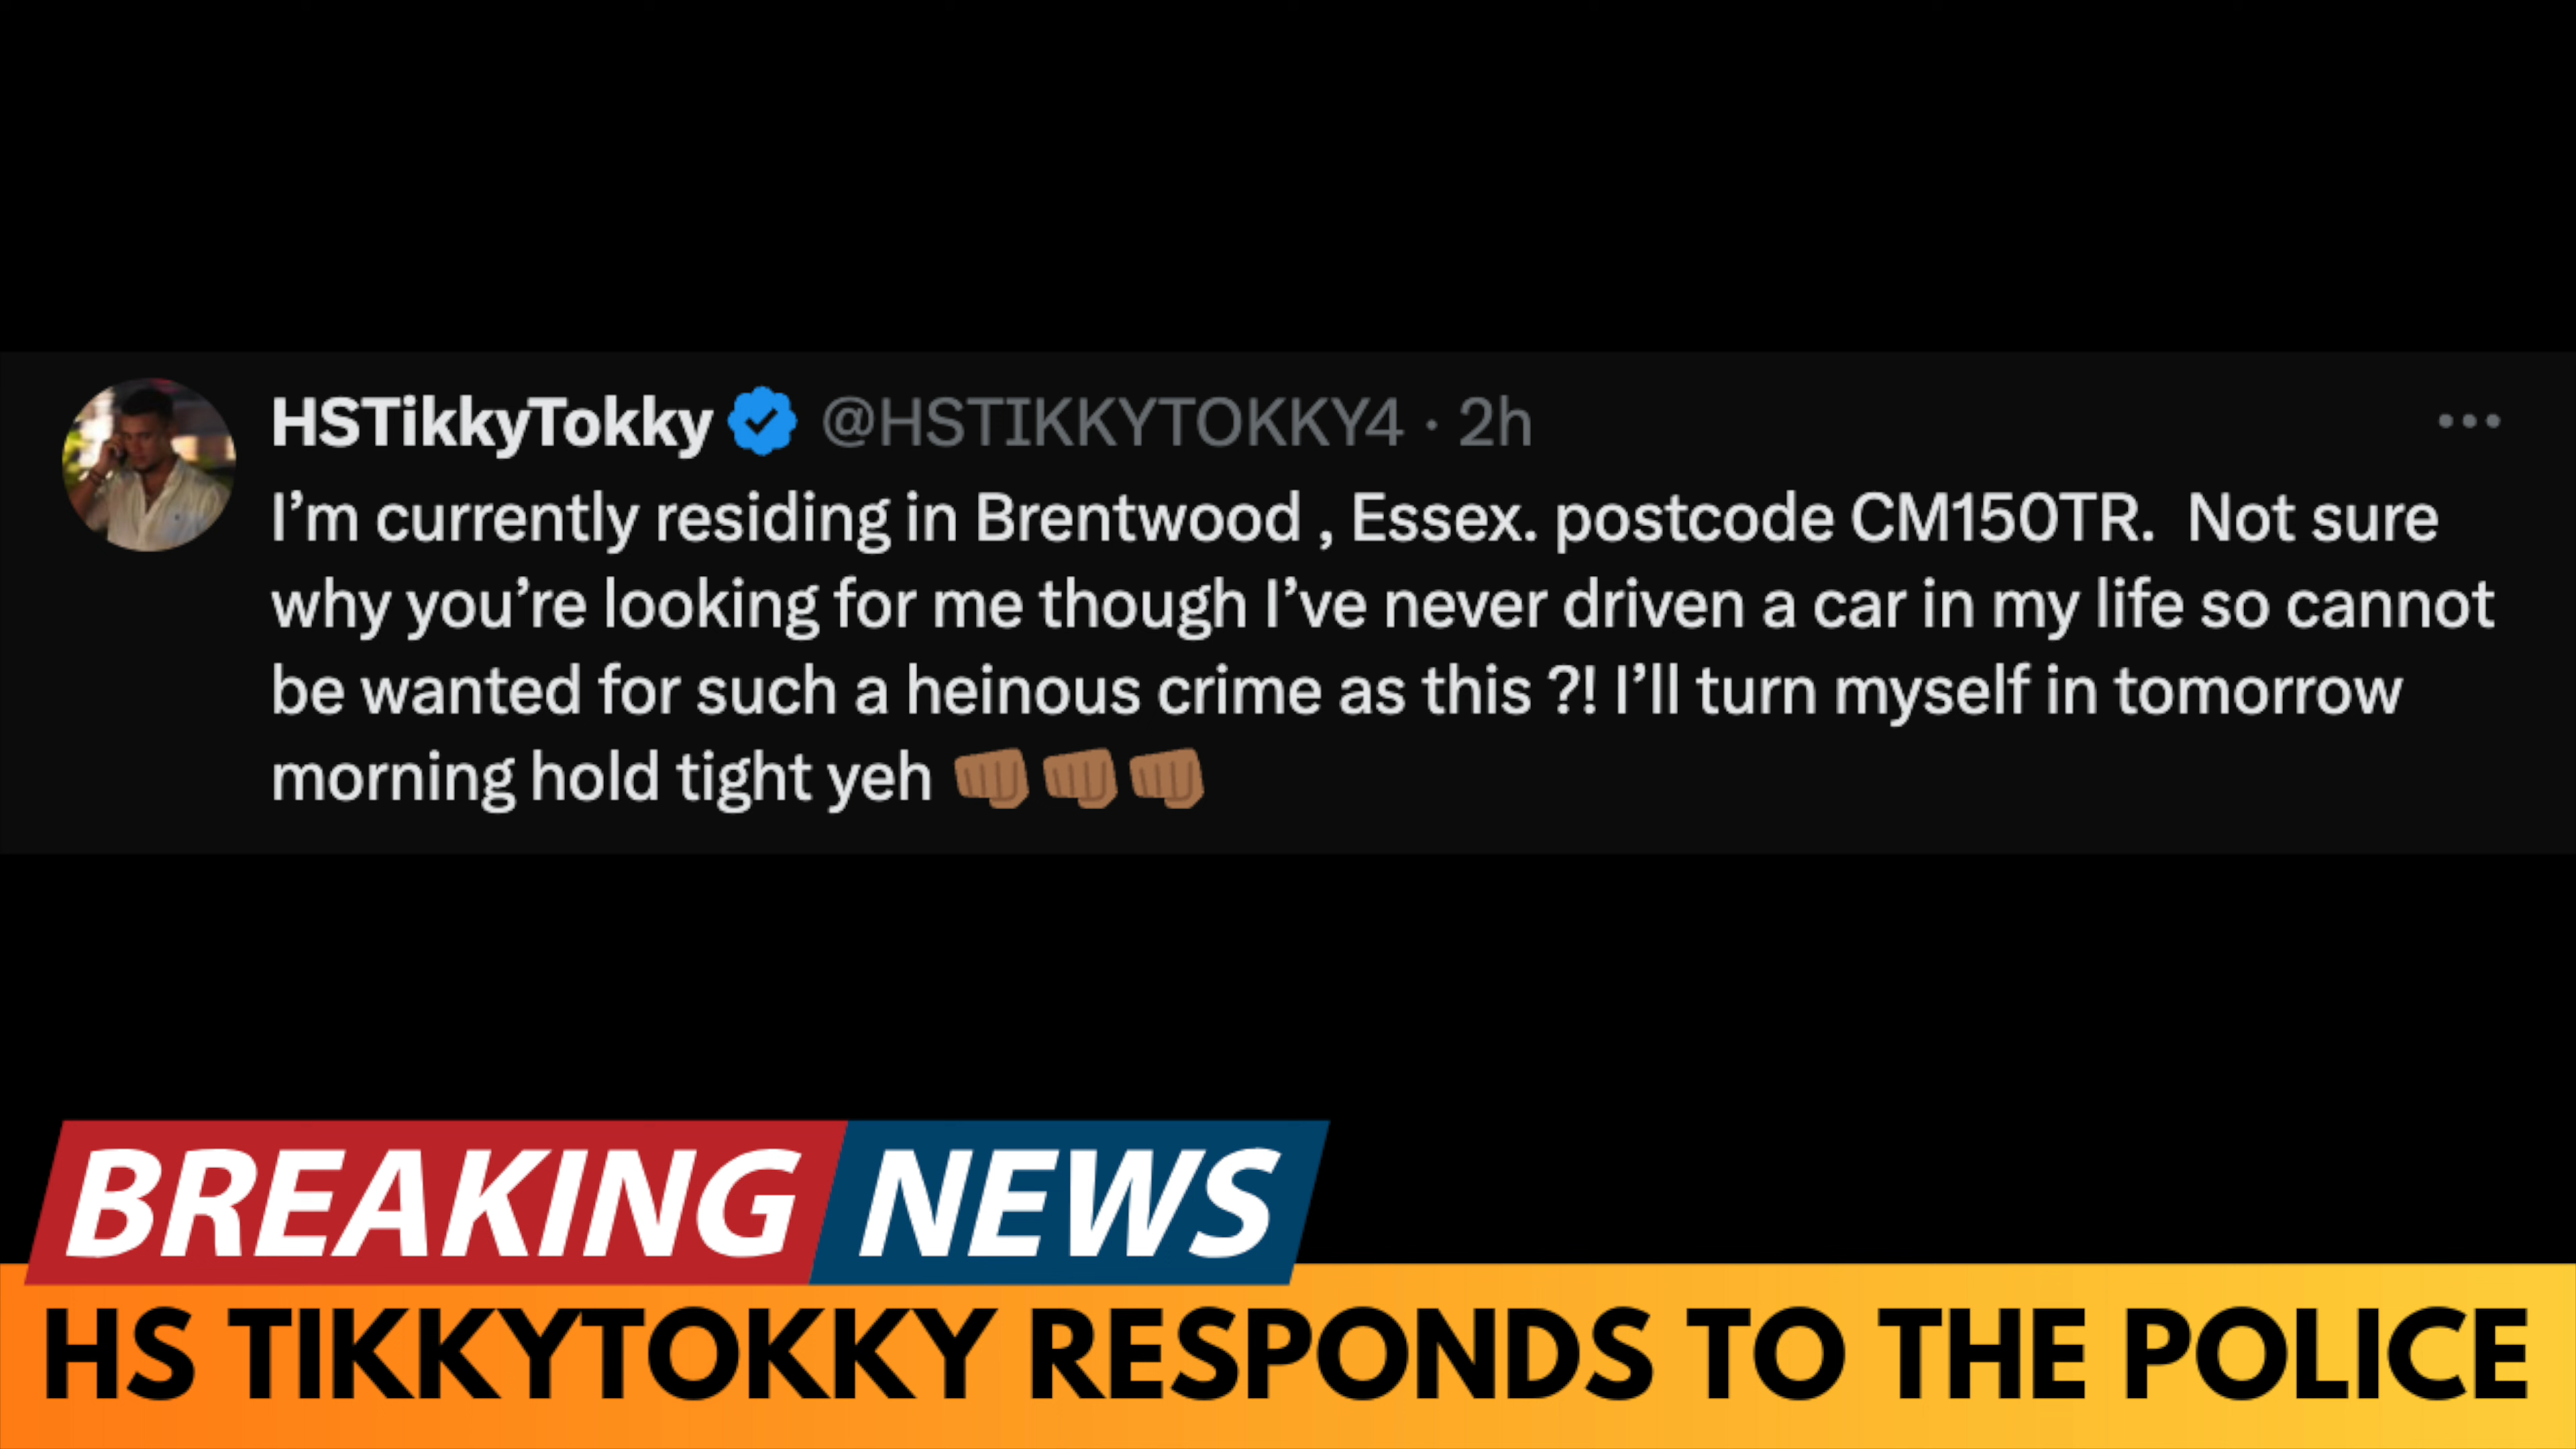 HSTikkyTokky @HSTIKKYTOKKY4 · 2h
I’m currently residing in Brentwood , Essex. postcode CM150TR.  Not sure
why you’re looking for me though I’ve never driven a car in my life so cannot
be wanted for such a heinous crime as this ?! I’ll turn myself in tomorrow
morning hold tight yeh 👊🏾👊🏾👊🏾
BREAKING NEWS
HS TIKKYTOKKY RESPONDS TO THE POLICE